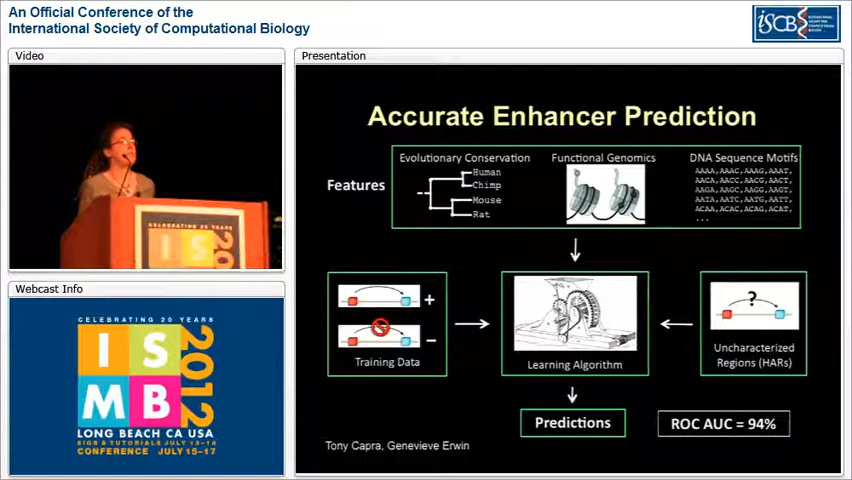 An Official Conference of the
International Society of Computational Biology
iSCB
Video
Presentation
CELEBRATING 20 YEARS
I S
20
Webcast Info
CELEBRATING 20 YEARS
I S
M B
2012
LONG BEACH CA USA
SIGS & TUTORIALS JULY 13-14
CONFERENCE JULY 15-17
Accurate Enhancer Prediction
Features
Evolutionary Conservation
Human
Chimp
Mouse
Rat
Functional Genomics
DNA Sequence Motifs
AAAA,AAAC,AAAG,AAAT,
AACA,AACC,AACG,AACT,
AAGA,AAGC,AAGG,AAGT,
AATA,AATC,AATG,AATT,
ACAA,ACAC,ACAG,ACAT,
...
+
−
Training Data
Learning Algorithm
?
Uncharacterized
Regions (HARs)
Predictions
ROC AUC = 94%
Tony Capra, Genevieve Erwin